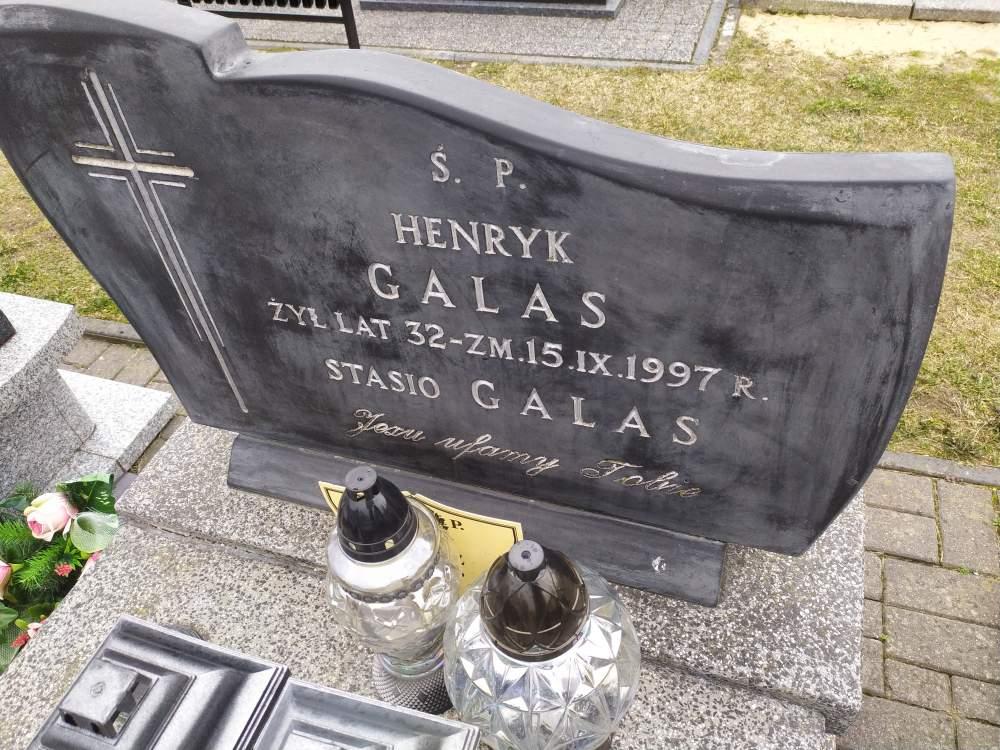 Ś. P.
HENRYK
GALAS
ŻYŁ LAT 32-ZM.15.IX.1997 R.
STASIO GALAS
Jezu ufamy Tobie
P.